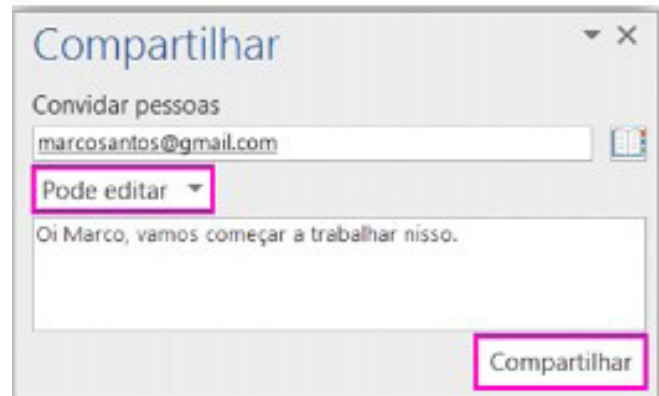 Compartilhar
Convidar pessoas
marcosantos@gmail.com
Pode editar
Oi Marco, vamos começar a trabalhar nisso.
Compartilhar